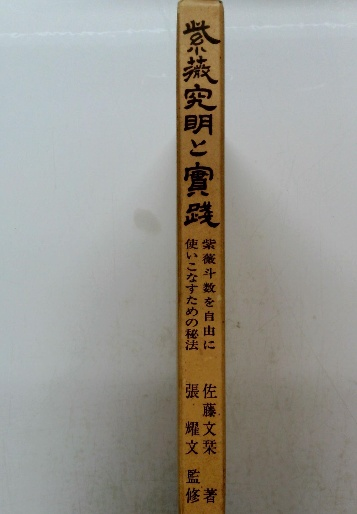 紫薇究明と實踐
紫薇斗数を自由に
使いこなすための秘法
佐藤文栞 著
張 耀文 監修